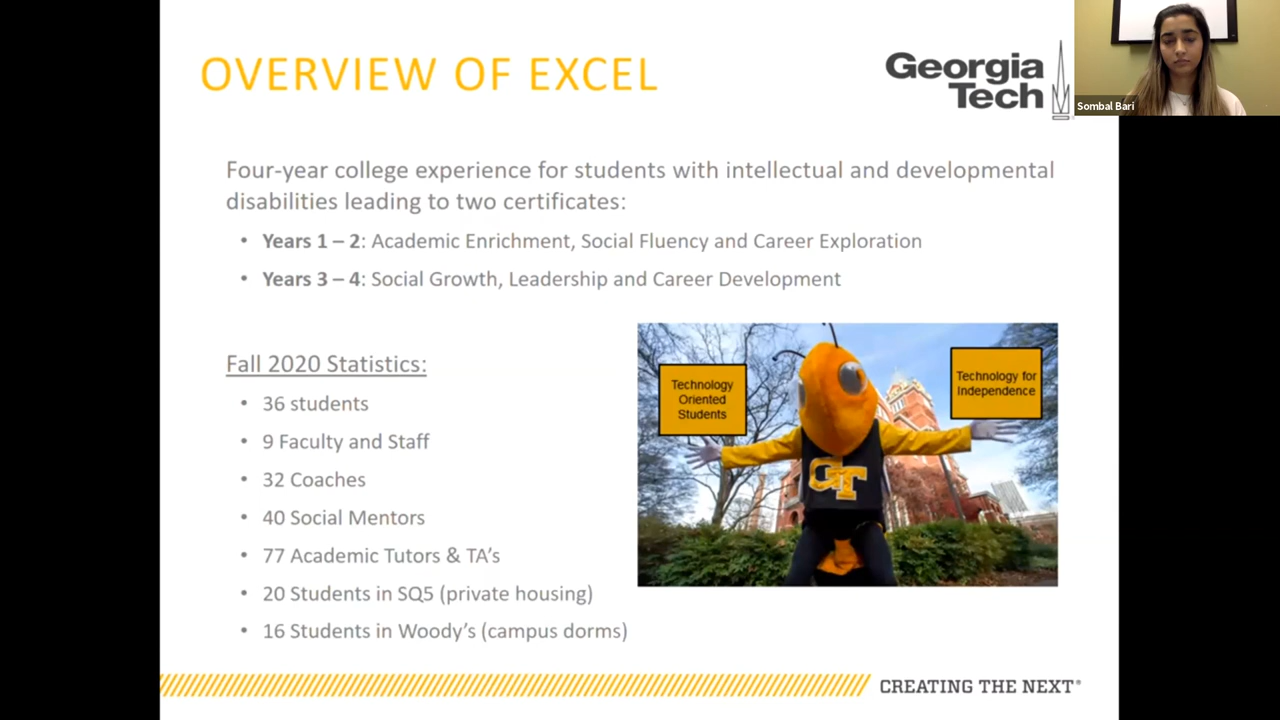 OVERVIEW OF EXCEL
Georgia
Tech
Sombal Bari
Four-year college experience for students with intellectual and developmental
disabilities leading to two certificates:
• Years 1 – 2: Academic Enrichment, Social Fluency and Career Exploration
• Years 3 – 4: Social Growth, Leadership and Career Development
Fall 2020 Statistics:
• 36 students
• 9 Faculty and Staff
• 32 Coaches
• 40 Social Mentors
• 77 Academic Tutors & TA's
• 20 Students in SQ5 (private housing)
• 16 Students in Woody's (campus dorms)
Technology
Oriented
Students
Technology for
Independence
GT
CREATING THE NEXT®